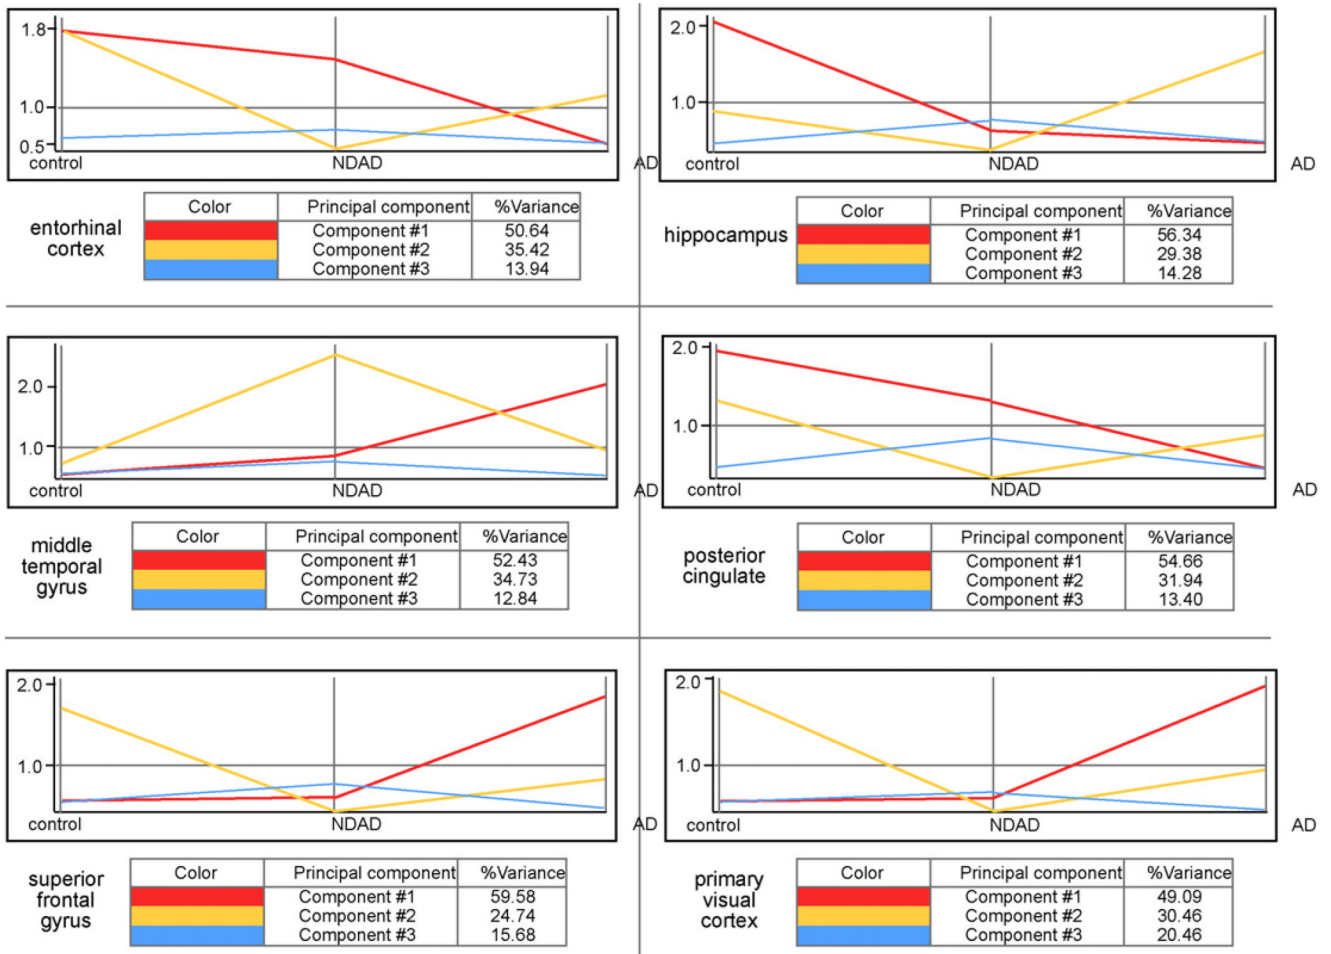 1.8
1.0
0.5
control NDAD AD
entorhinal
cortex
Color Principal component %Variance
Component #1 50.64
Component #2 35.42
Component #3 13.94
2.0
1.0
control NDAD AD
hippocampus
Color Principal component %Variance
Component #1 56.34
Component #2 29.38
Component #3 14.28
2.0
1.0
control NDAD AD
middle
temporal
gyrus
Color Principal component %Variance
Component #1 52.43
Component #2 34.73
Component #3 12.84
2.0
1.0
control NDAD AD
posterior
cingulate
Color Principal component %Variance
Component #1 54.66
Component #2 31.94
Component #3 13.40
2.0
1.0
control NDAD AD
superior
frontal
gyrus
Color Principal component %Variance
Component #1 59.58
Component #2 24.74
Component #3 15.68
2.0
1.0
control NDAD AD
primary
visual
cortex
Color Principal component %Variance
Component #1 49.09
Component #2 30.46
Component #3 20.46